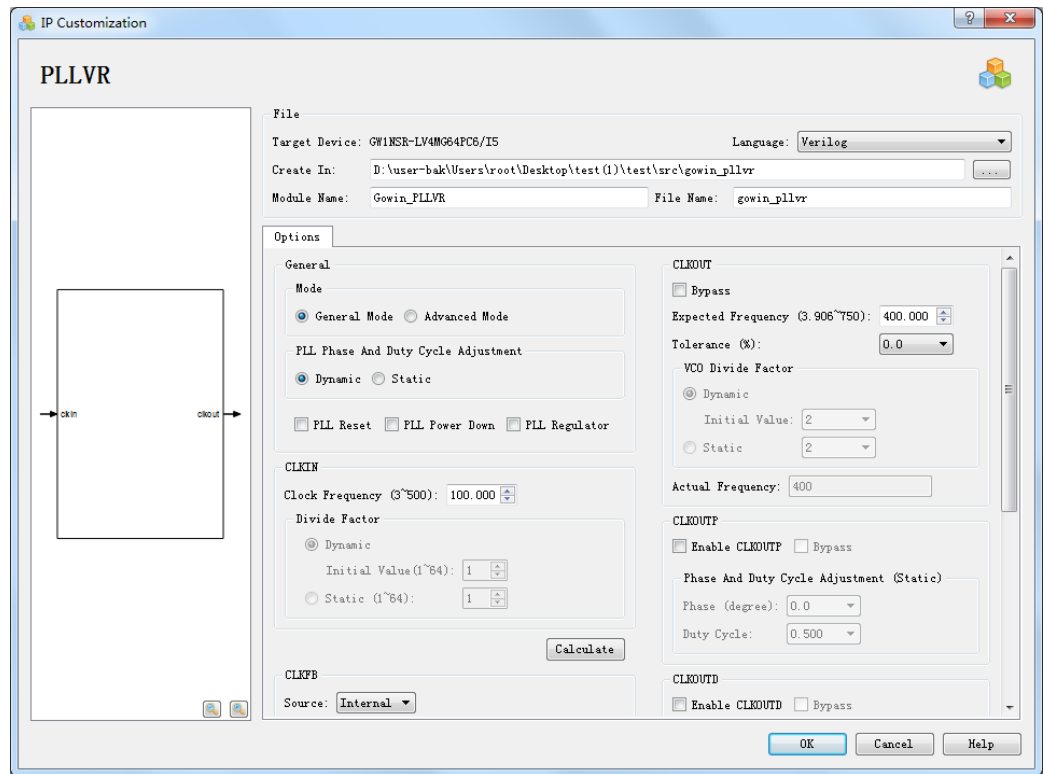 IP Customization
PLLVR
File
Target Device: GW1NSR-LV4MG64PC6/I5
Language: Verilog
Create In: D:\user-bak\Users\root\Desktop\test(1)\test\src\gowin_pllvr ...
Module Name: Gowin_PLLVR
File Name: gowin_pllvr
Options
ckin
clkout
General
Mode
General Mode Advanced Mode
PLL Phase And Duty Cycle Adjustment
Dynamic Static
PLL Reset PLL Power Down PLL Regulator
CLKIN
Clock Frequency (3~500): 100.000
Divide Factor
Dynamic
Initial Value(1~64): 1
Static (1~64): 1
Calculate
CLKFB
Source: Internal
CLKOUT
Bypass
Expected Frequency (3.906~750): 400.000
Tolerance (%): 0.0
VCO Divide Factor
Dynamic
Initial Value: 2
Static 2
Actual Frequency: 400
CLKOUTP
Enable CLKOUTP Bypass
Phase And Duty Cycle Adjustment (Static)
Phase (degree): 0.0
Duty Cycle: 0.500
CLKOUTD
Enable CLKOUTD Bypass
OK Cancel Help